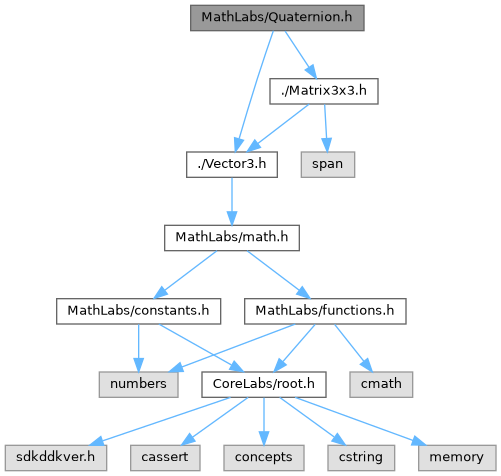 MathLabs/Quaternion.h
./Matrix3x3.h
./Vector3.h
span
MathLabs/math.h
MathLabs/constants.h
MathLabs/functions.h
numbers
CoreLabs/root.h
cmath
sdkddkver.h
cassert
concepts
cstring
memory